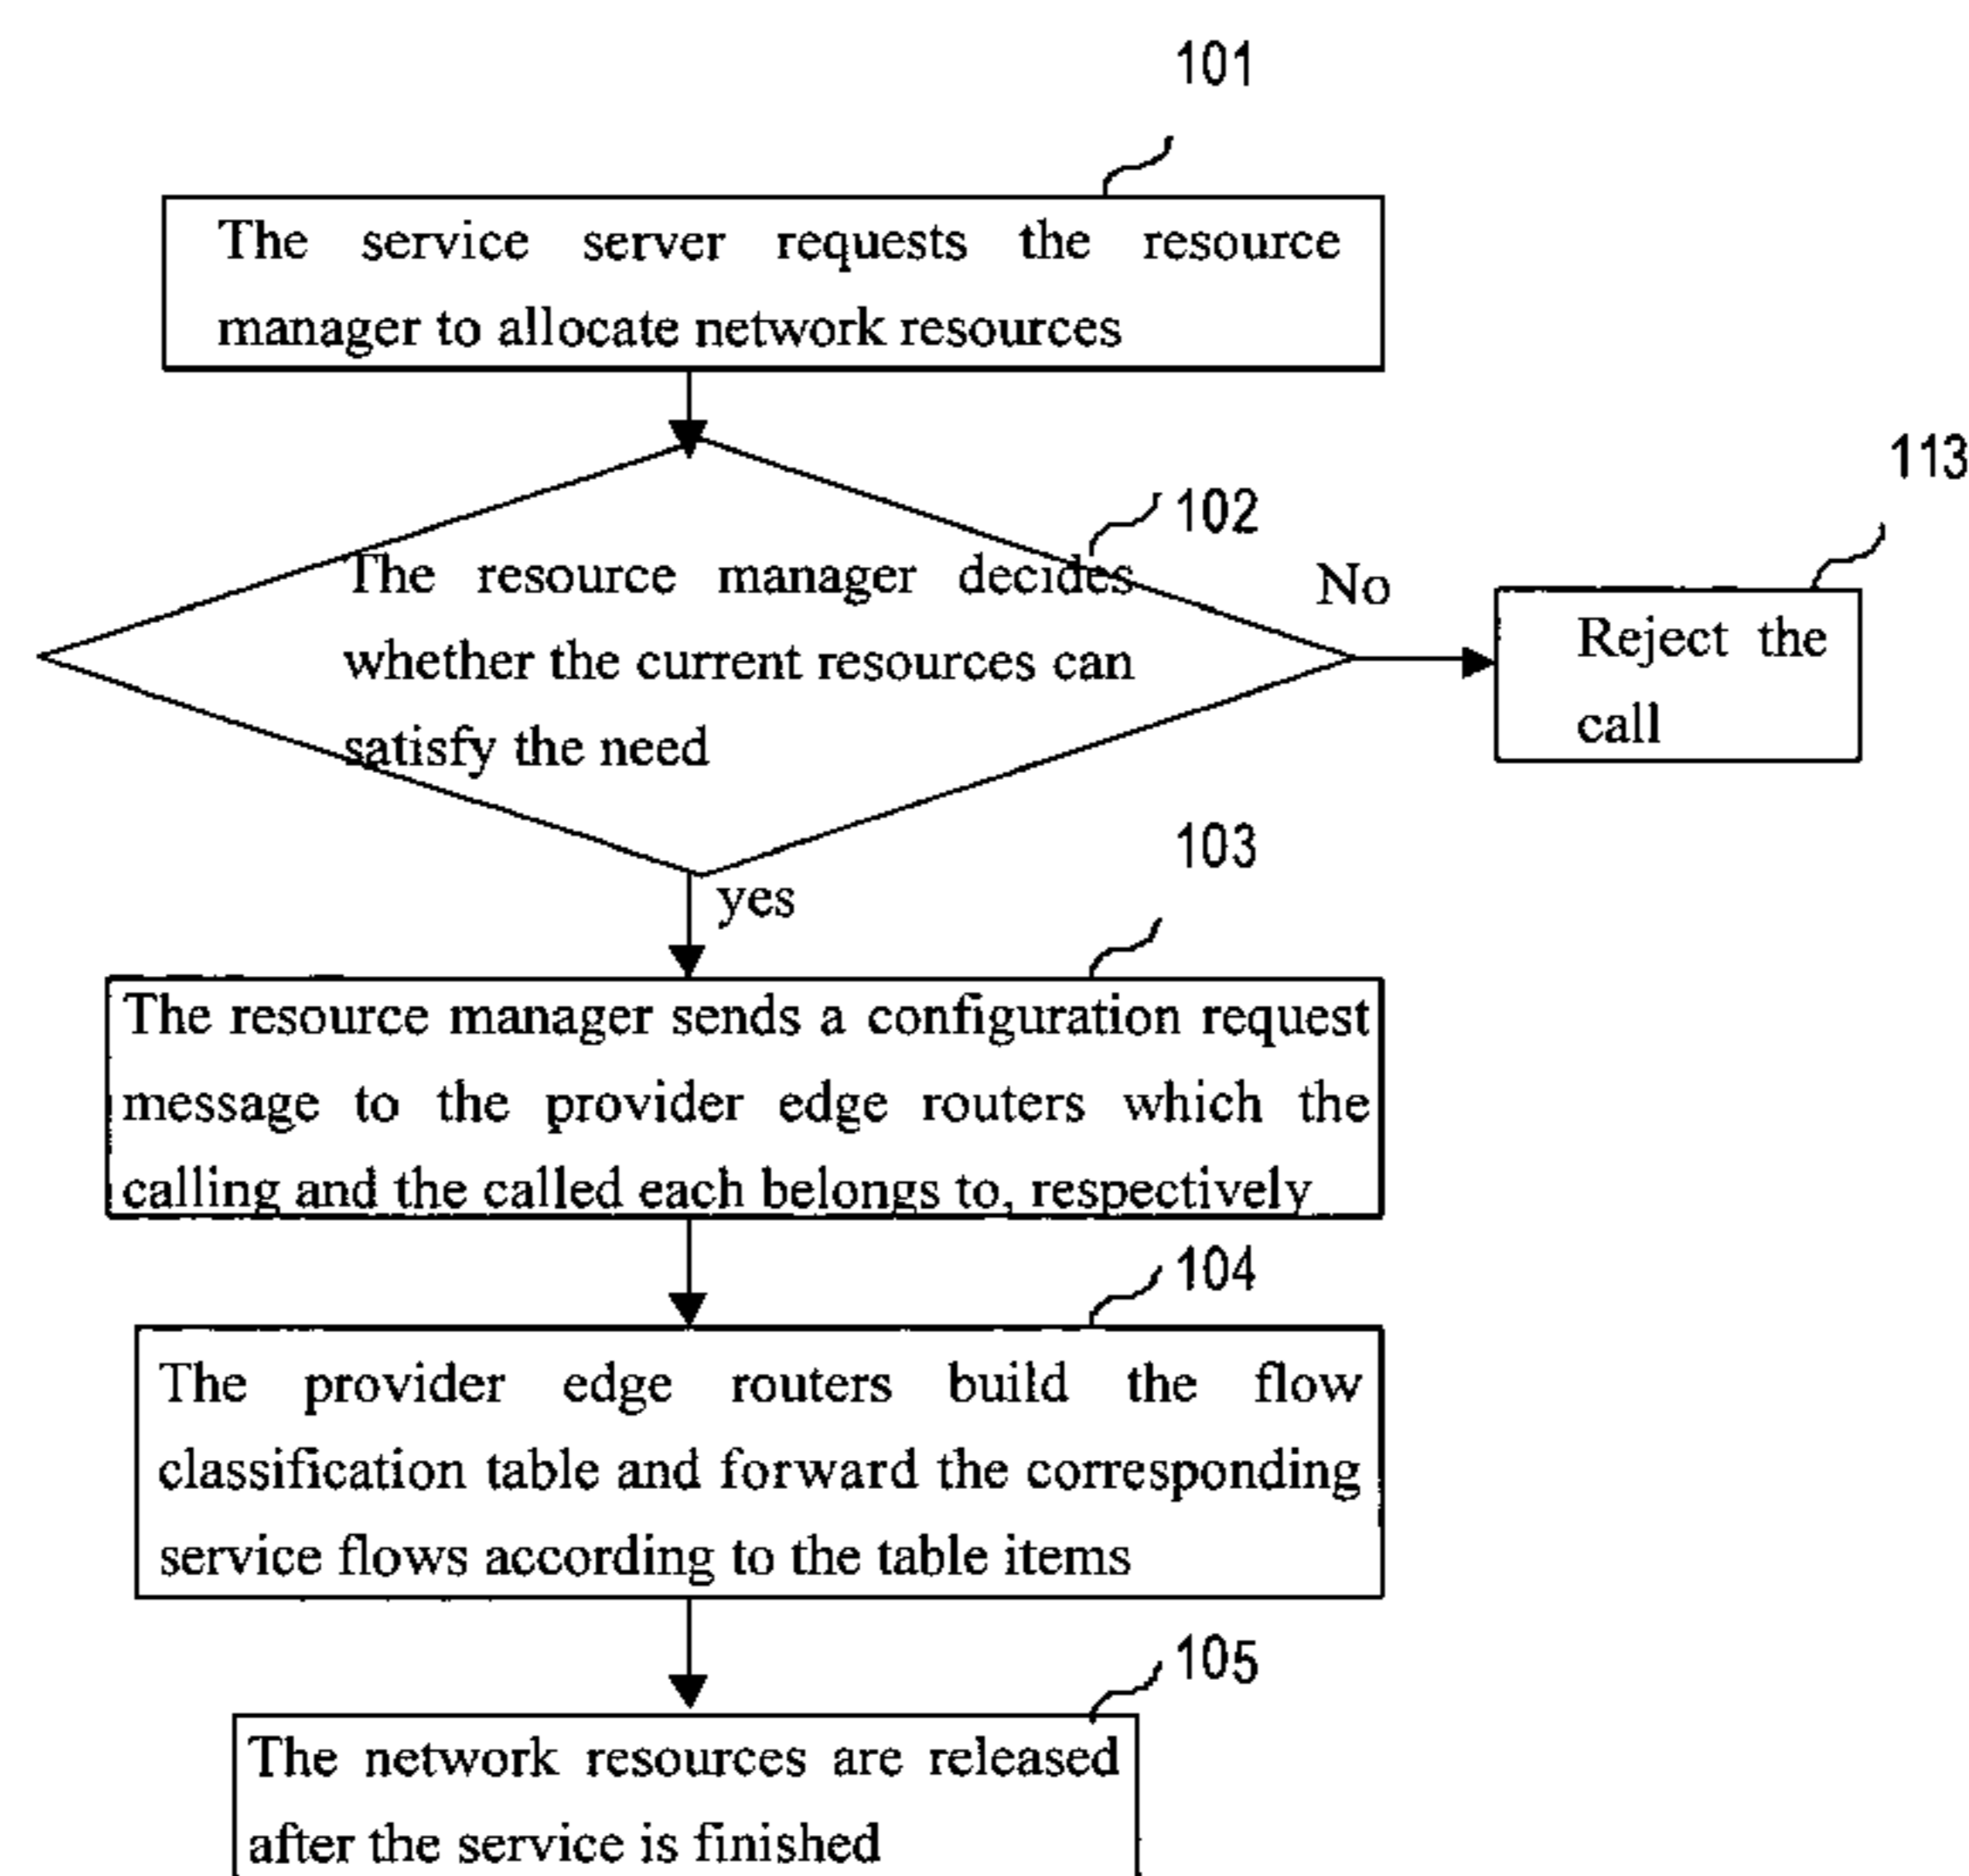 101
The service server requests the resource
manager to allocate network resources
113
102
The resource manager decides
whether the current resources can
satisfy the need
No
Reject the
call
yes
103
The resource manager sends a configuration request
message to the provider edge routers which the
calling and the called each belongs to, respectively
104
The provider edge routers build the flow
classification table and forward the corresponding
service flows according to the table items
105
The network resources are released
after the service is finished